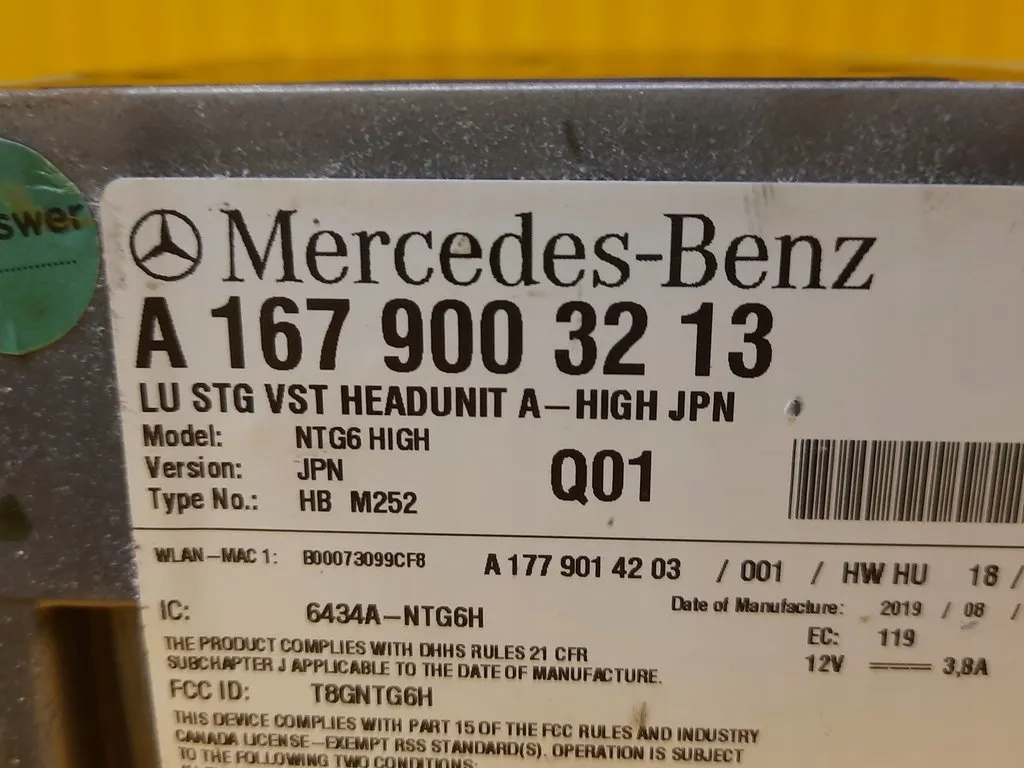 swer
Mercedes-Benz
A 167 900 32 13
LU STG VST HEADUNIT A-HIGH JPN
Model: NTG6 HIGH
Version: JPN
Type No.: HB M252
Q01
WLAN-MAC 1: B00073099CF8 A 177 901 42 03 / 001 / HW HU 18 /
Date of Manufacture: 2019 / 08 /
IC: 6434A-NTG6H
EC: 119
12V 3,8A
THE PRODUCT COMPLIES WITH DHHS RULES 21 CFR
SUBCHAPTER J APPLICABLE TO THE DATE OF MANUFACTURE.
FCC ID: T8GNTG6H
THIS DEVICE COMPLIES WITH PART 15 OF THE FCC RULES AND INDUSTRY
CANADA LICENSE-EXEMPT RSS STANDARD(S). OPERATION IS SUBJECT
TO THE FOLLOWING TWO CONDITIONS: